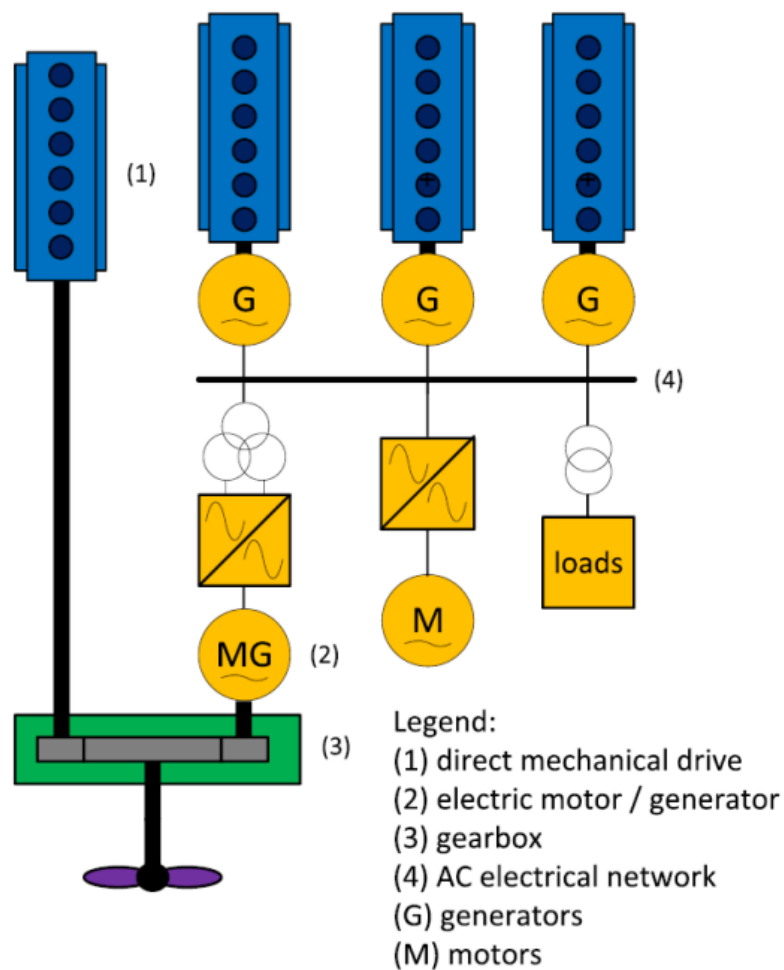 (1)
G
G
G
(4)
loads
M
MG
(2)
(3)
Legend:
(1) direct mechanical drive
(2) electric motor / generator
(3) gearbox
(4) AC electrical network
(G) generators
(M) motors